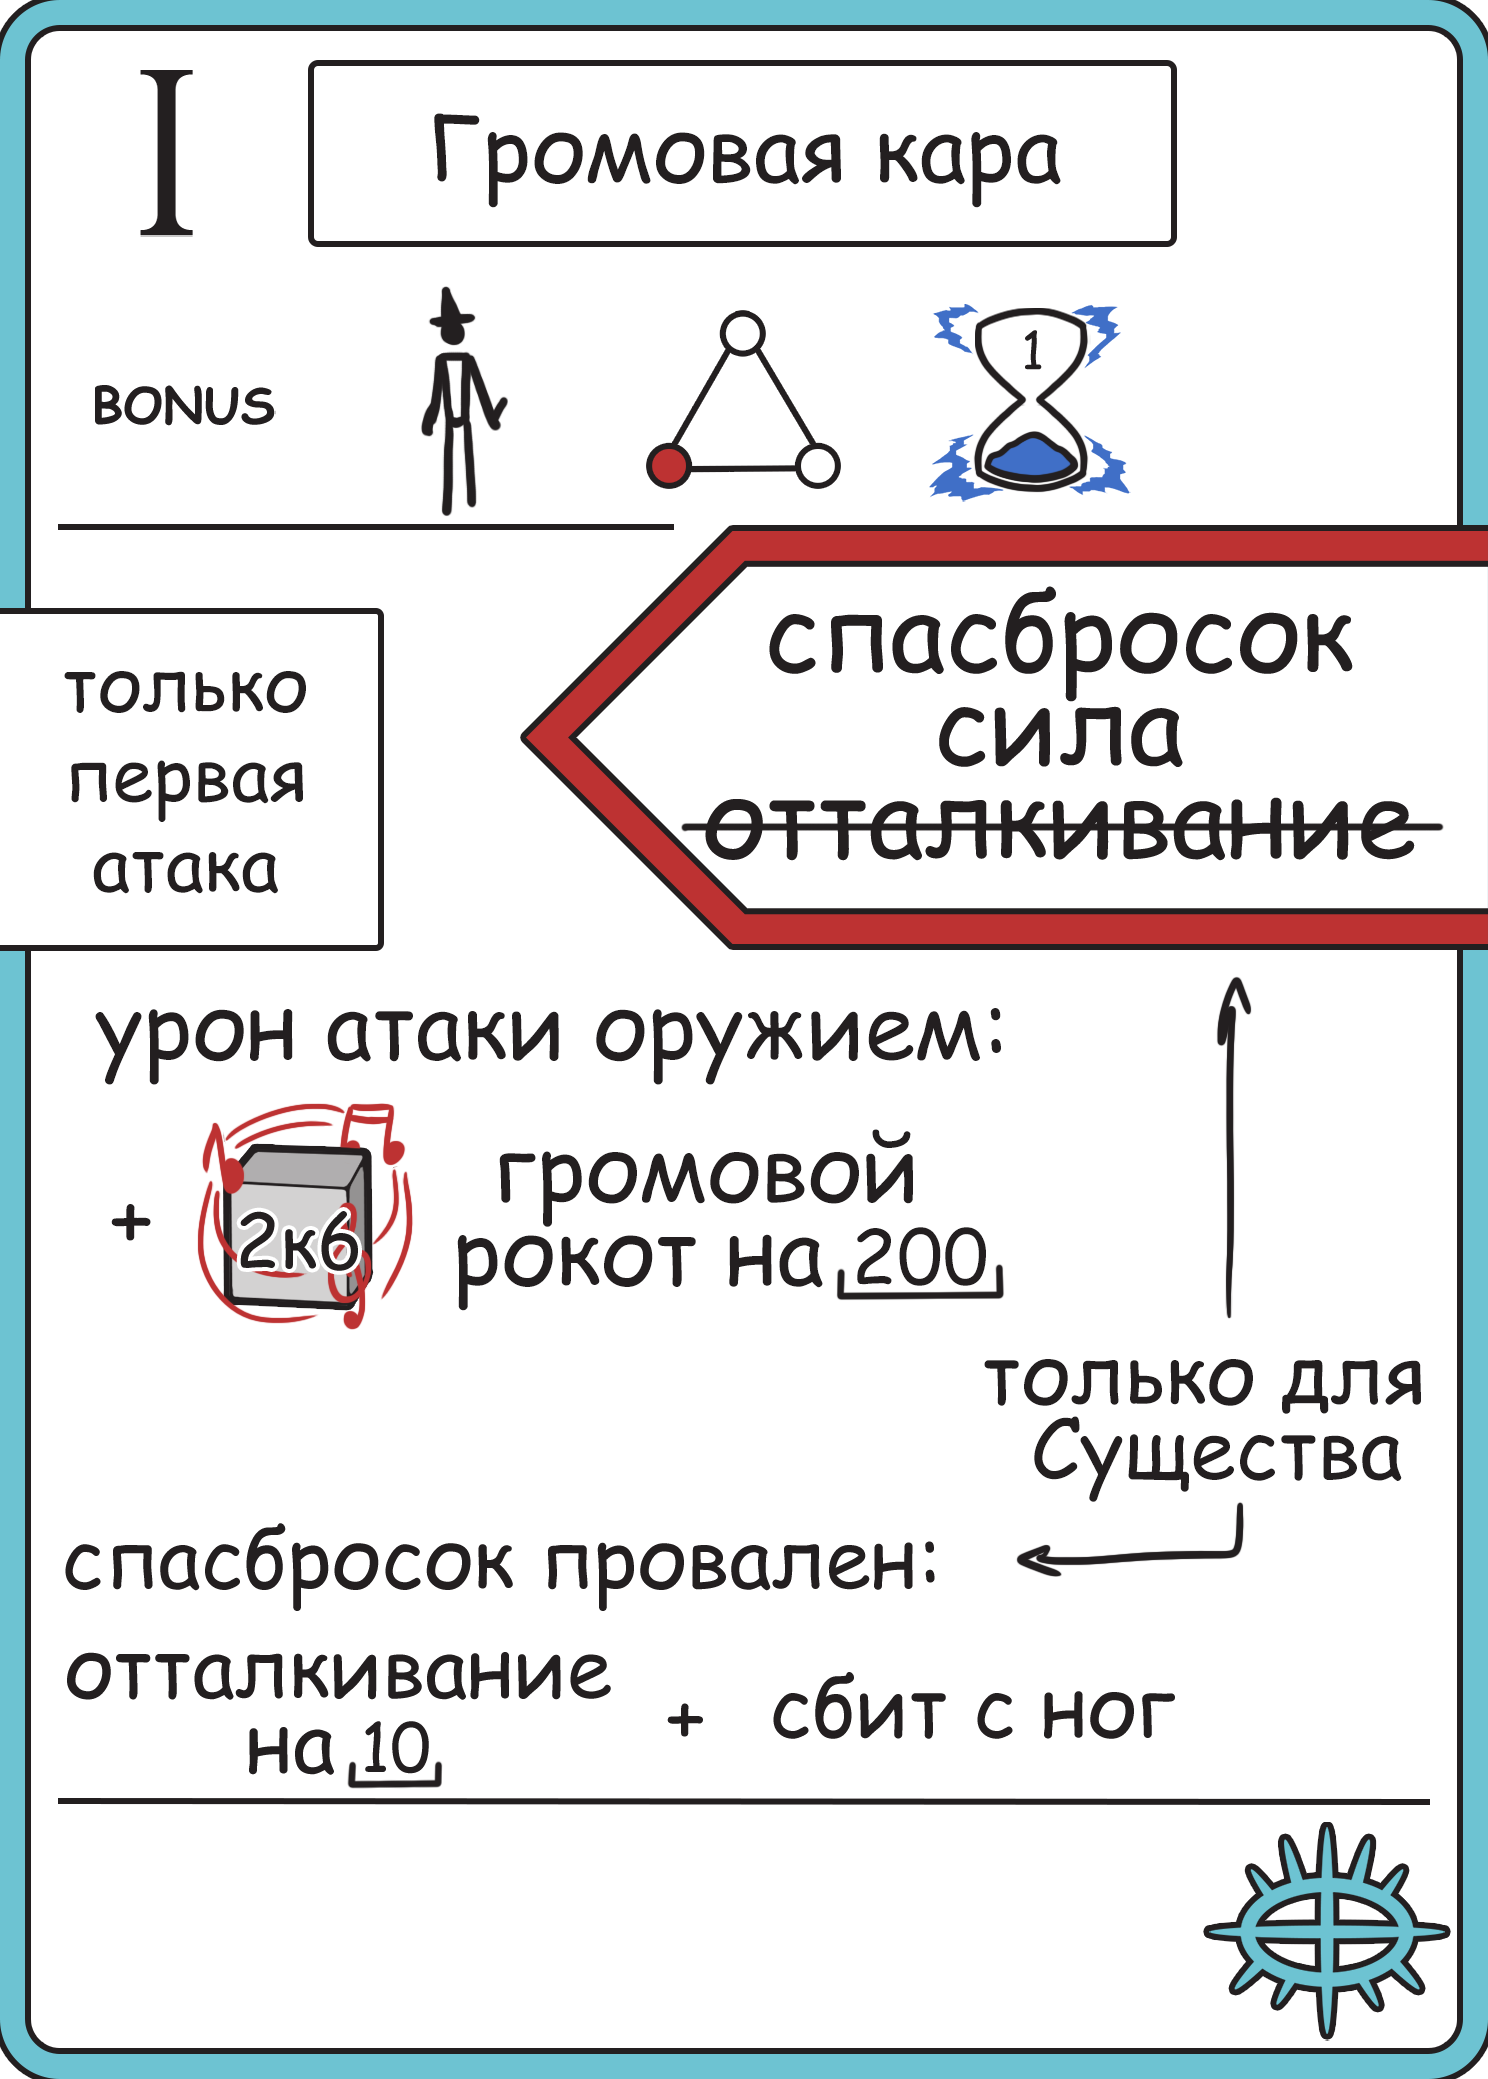 I
Громовая кара
BONUS
1
только
первая
атака
спасбросок
сила
отталкивание
урон атаки оружием:
+ 2к6 громовой
рокот на 200
только для
Существа
спасбросок провален:
отталкивание
на 10
+ сбит с ног